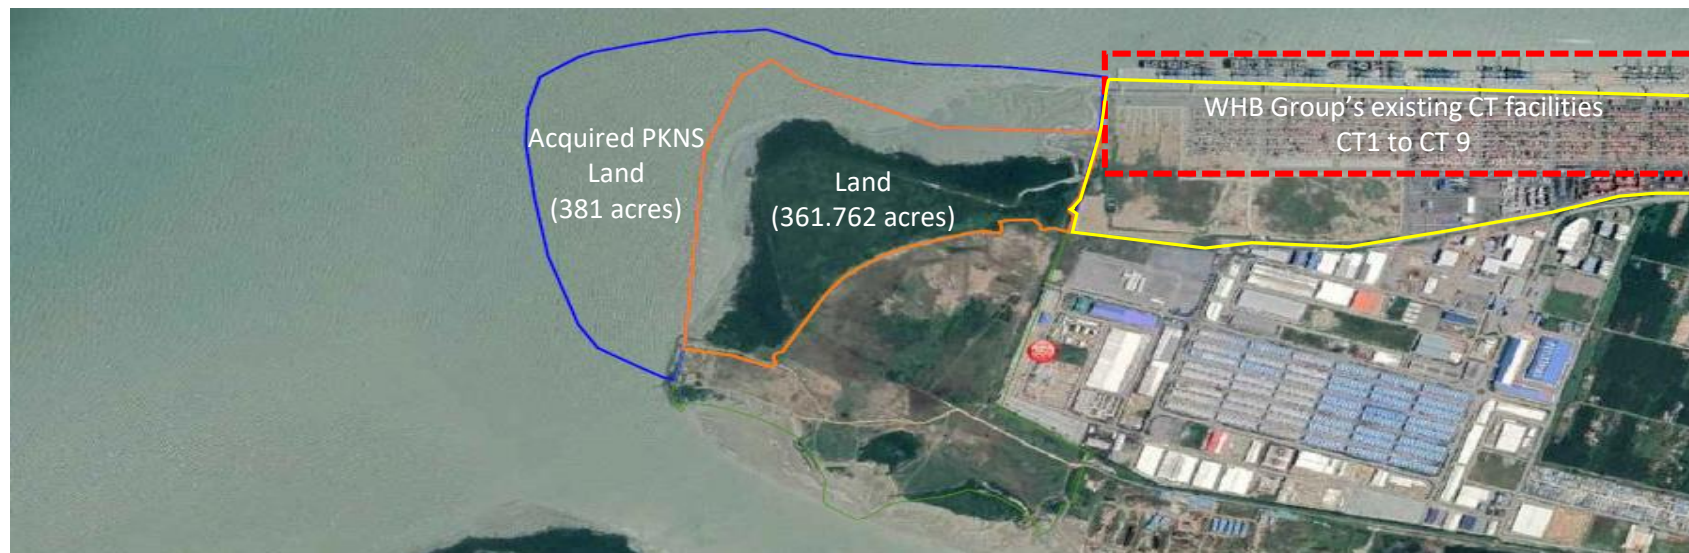 Acquired PKNS
Land
(381 acres)
Land
(361.762 acres)
WHB Group's existing CT facilities
CT1 to CT 9